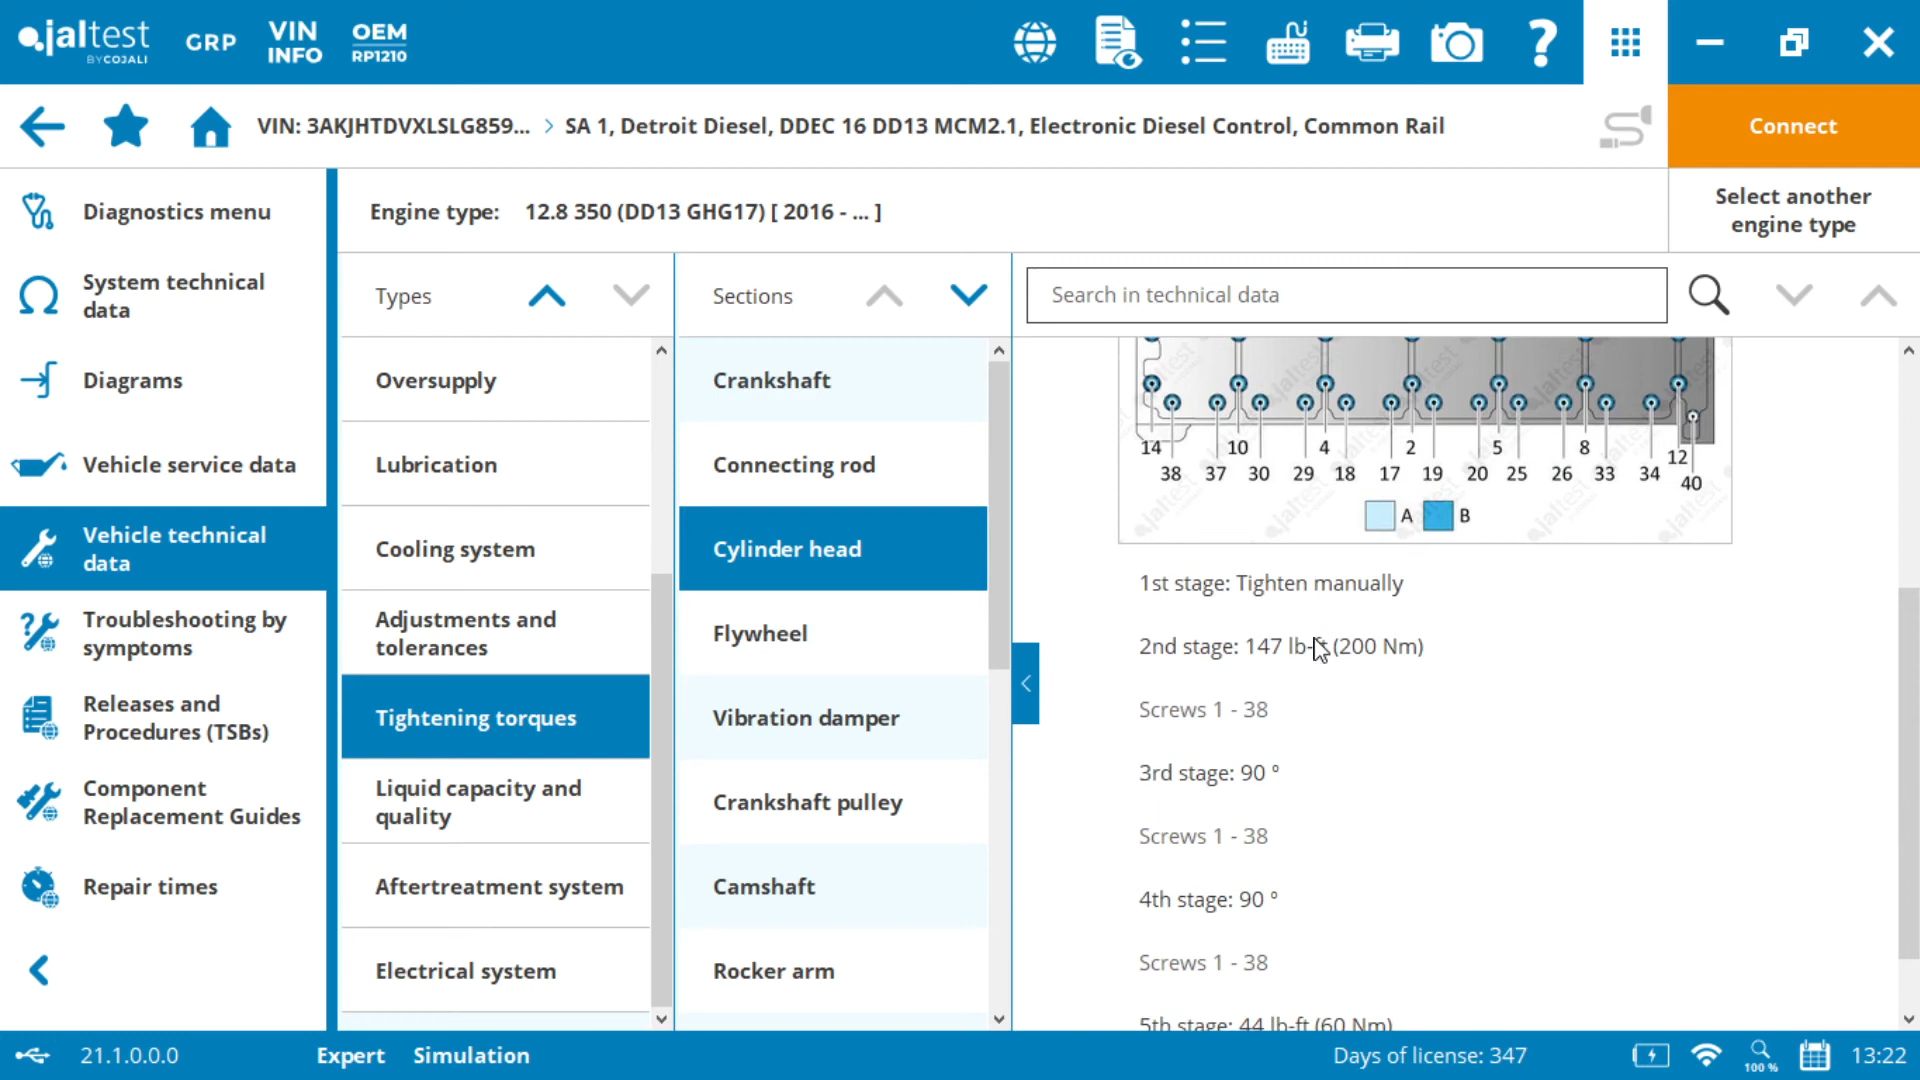 jaltest
BY COJALI
GRP
VIN
INFO
OEM
RP1210
VIN: 3AKJHTDVXLSLG859... > SA 1, Detroit Diesel, DDEC 16 DD13 MCM2.1, Electronic Diesel Control, Common Rail
Connect
Diagnostics menu
System technical
data
Diagrams
Vehicle service data
Vehicle technical
data
Troubleshooting by
symptoms
Releases and
Procedures (TSBs)
Component
Replacement Guides
Repair times
Engine type: 12.8 350 (DD13 GHG17) [ 2016 - ... ]
Select another
engine type
Types
Oversupply
Lubrication
Cooling system
Adjustments and
tolerances
Tightening torques
Liquid capacity and
quality
Aftertreatment system
Electrical system
Sections
Crankshaft
Connecting rod
Cylinder head
Flywheel
Vibration damper
Crankshaft pulley
Camshaft
Rocker arm
Search in technical data
14 10 4 2 5 8 12
38 37 30 29 18 17 19 20 25 26 33 34 40
A B
1st stage: Tighten manually
2nd stage: 147 lb-ft (200 Nm)
Screws 1 - 38
3rd stage: 90 °
Screws 1 - 38
4th stage: 90 °
Screws 1 - 38
5th stage: 44 lb-ft (60 Nm)
21.1.0.0.0
Expert
Simulation
Days of license: 347
100 %
13:22